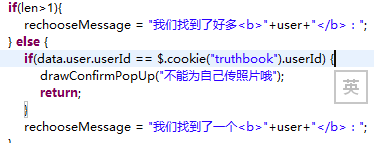 if(len>1){
rechooseMessage = "我们找到了好多<b>"+user+"</b>：";
} else {
if(data.user.userId == $.cookie("truthbook").userId) {
drawConfirmPopUp("不能为自己传照片哦");
return;
}
rechooseMessage = "我们找到了一个<b>"+user+"</b>：";
英